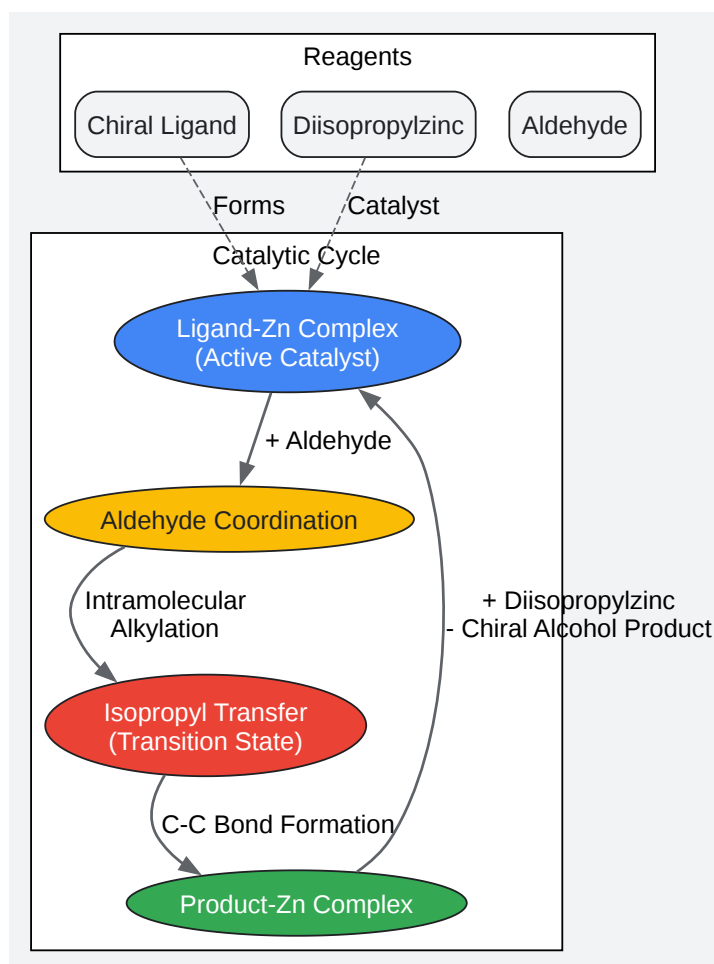 Reagents
Chiral Ligand
Diisopropylzinc
Aldehyde
Forms
Catalyst
Catalytic Cycle
Ligand-Zn Complex
(Active Catalyst)
+ Aldehyde
Aldehyde Coordination
Intramolecular
Alkylation
+ Diisopropylzinc
- Chiral Alcohol Product
Isopropyl Transfer
(Transition State)
C-C Bond Formation
Product-Zn Complex